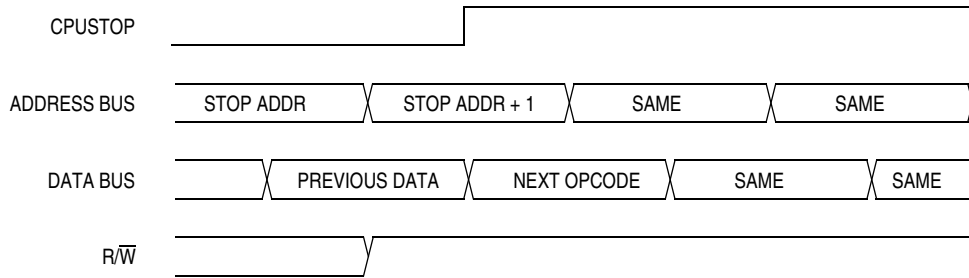 CPUSTOP
ADDRESS BUS STOP ADDR STOP ADDR + 1 SAME SAME
DATA BUS PREVIOUS DATA NEXT OPCODE SAME SAME
R/W̅